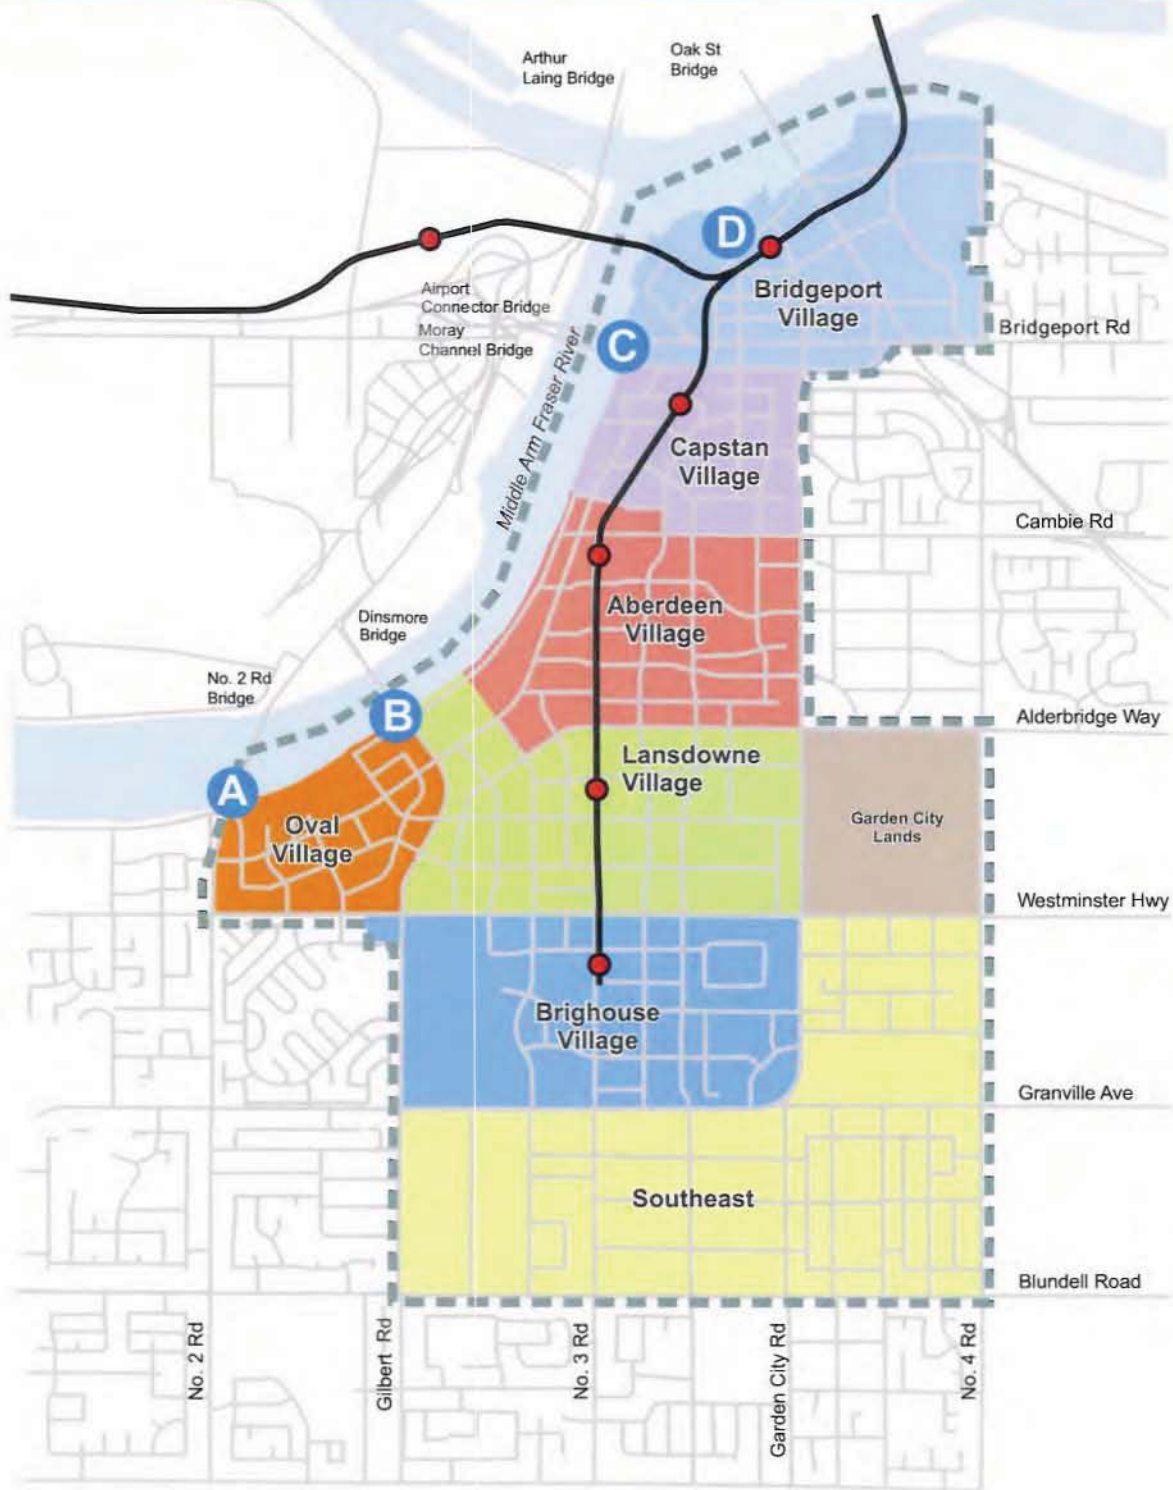 Arthur
Laing Bridge
Oak St
Bridge
D
Airport
Connector Bridge
Bridgeport
Village
Moray
Channel Bridge
C
Bridgeport Rd
Middle Arm Fraser River
Capstan
Village
Cambie Rd
Dinsmore
Bridge
Aberdeen
Village
No. 2 Rd
Bridge
B
Alderbridge Way
A
Lansdowne
Village
Oval
Village
Garden City
Lands
Westminster Hwy
Brighouse
Village
Granville Ave
Southeast
Blundell Road
No. 2 Rd
Gilbert Rd
No. 3 Rd
Garden City Rd
No. 4 Rd